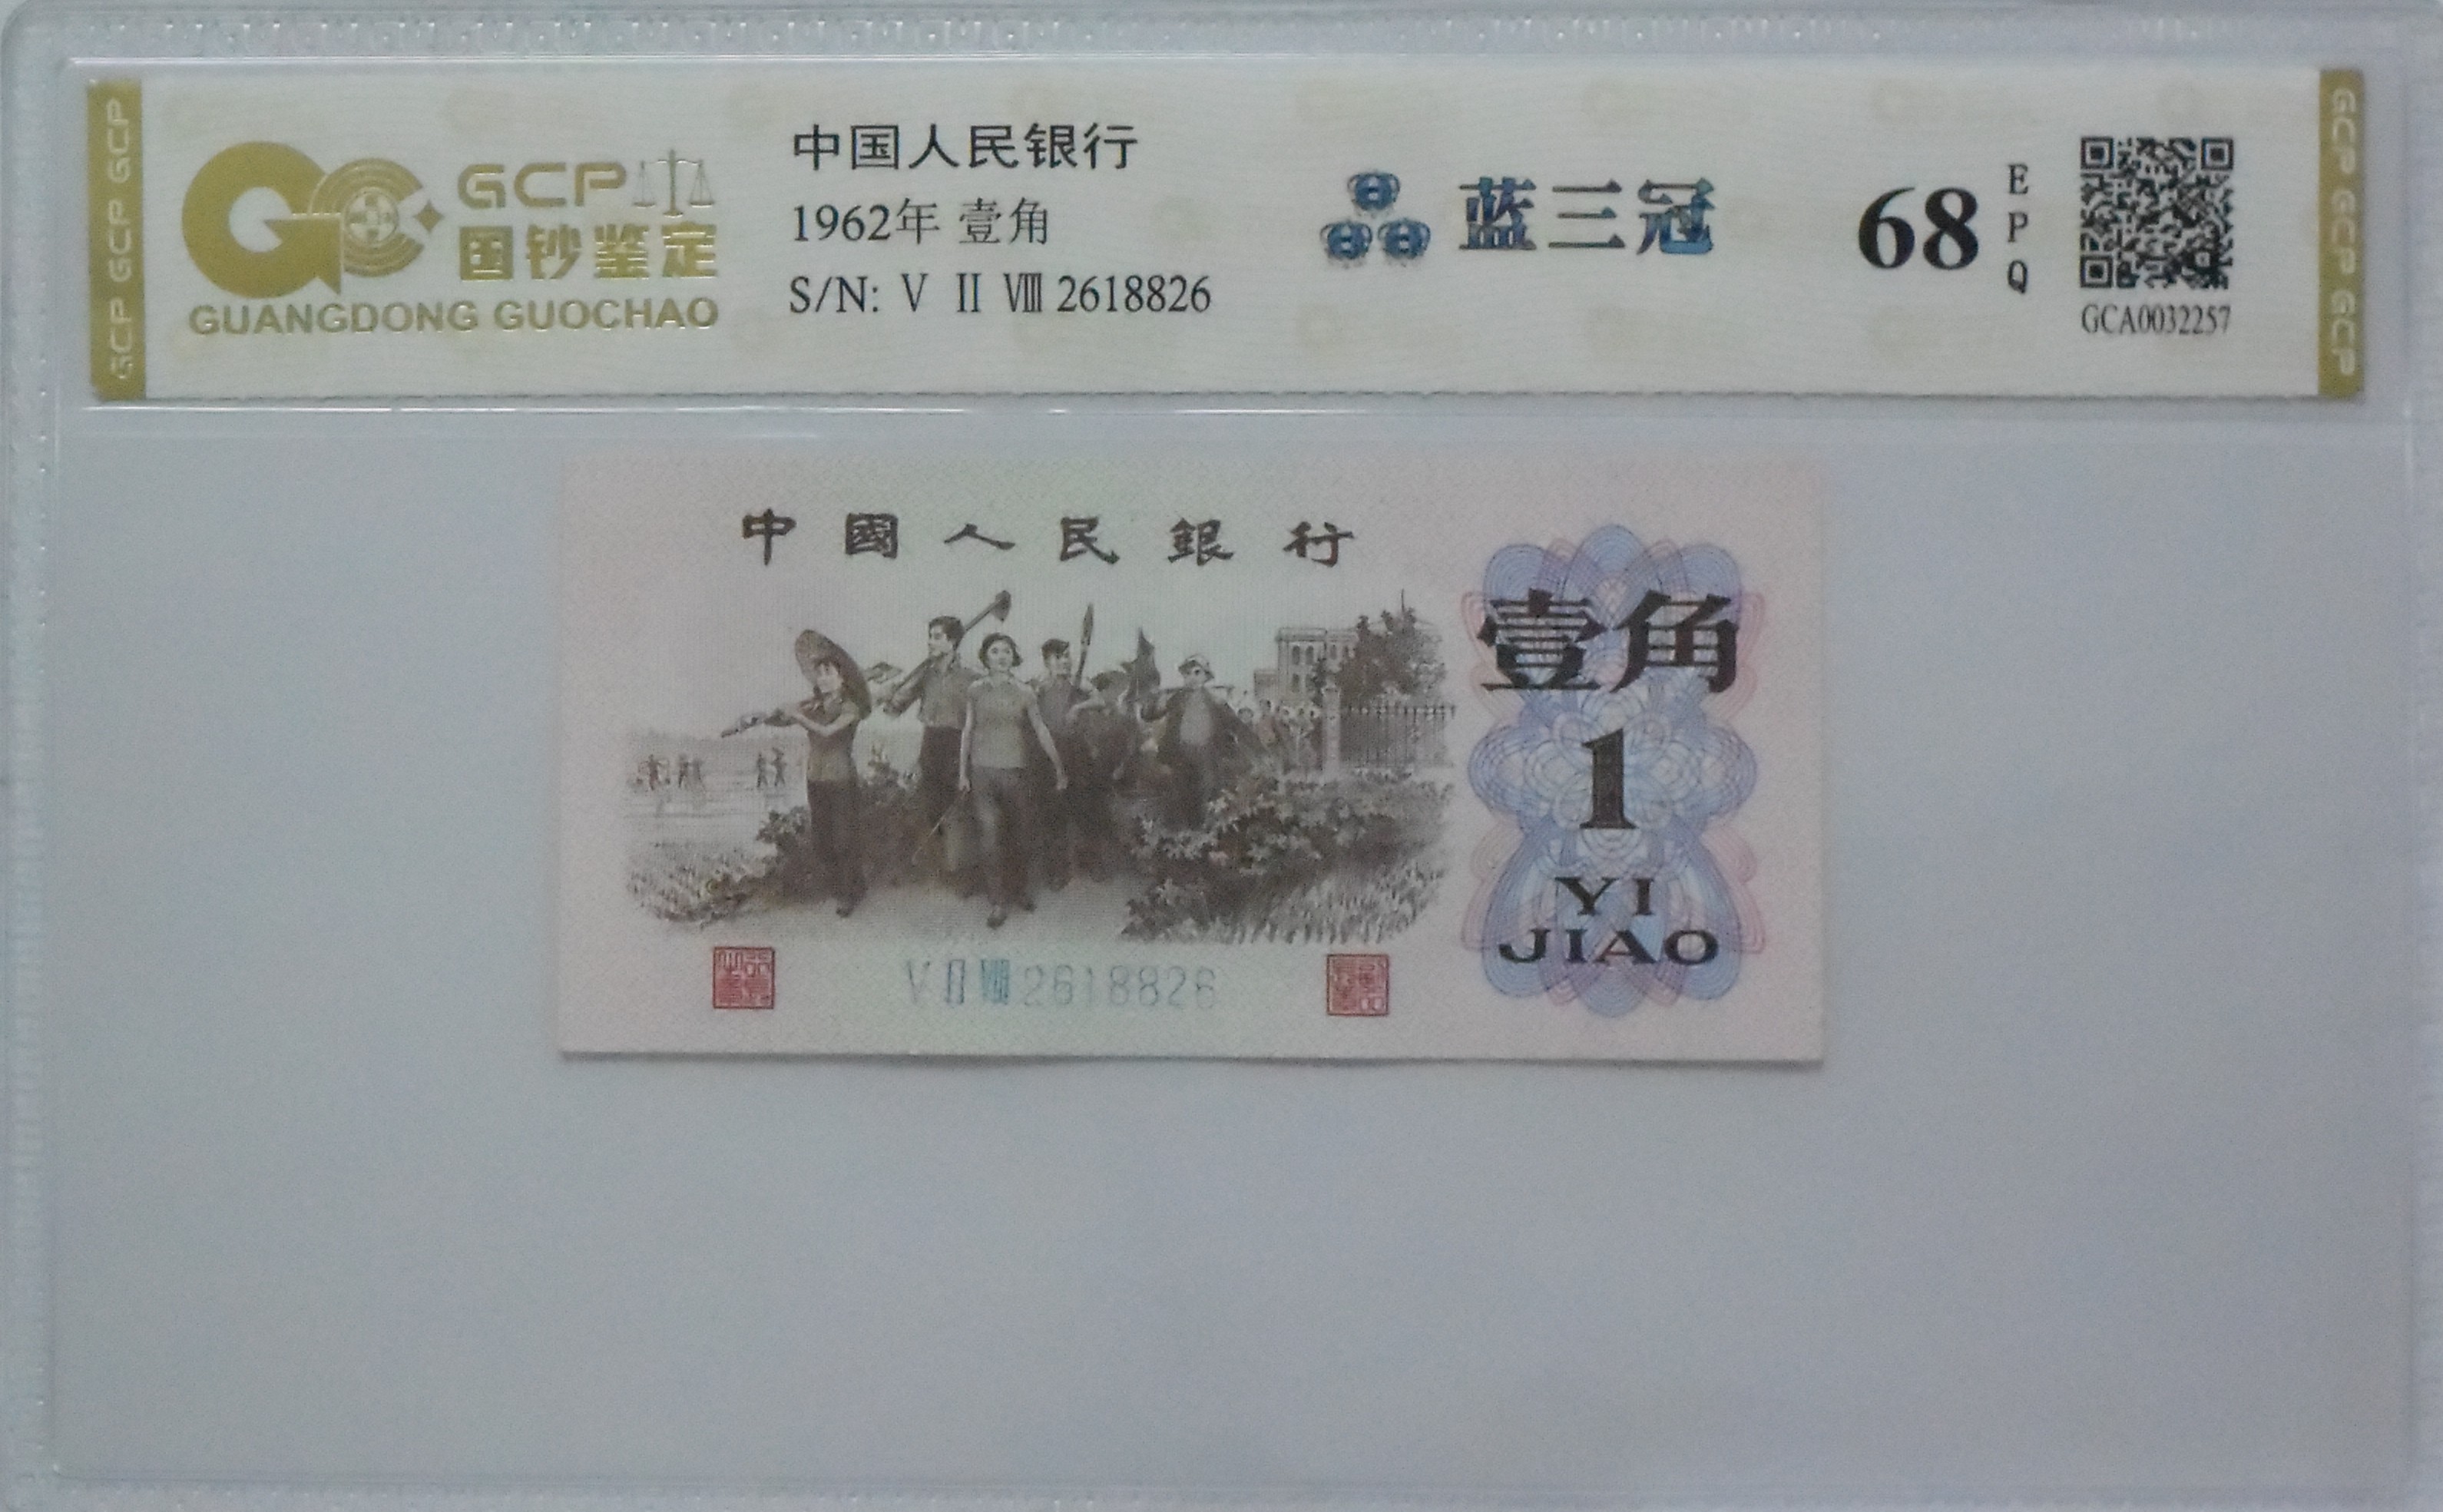 GCP GCP GCP
GCP
国钞鉴定
GUANGDONG GUOCHAO
中国人民银行
1962年 壹角
S/N: Ⅴ Ⅱ Ⅷ 2618826
蓝三冠
68
EPQ
GCA0032257
GCP GCP GCP
中國人民銀行
壹角
1
YI
JIAO
Ⅴ Ⅱ Ⅷ 2618826